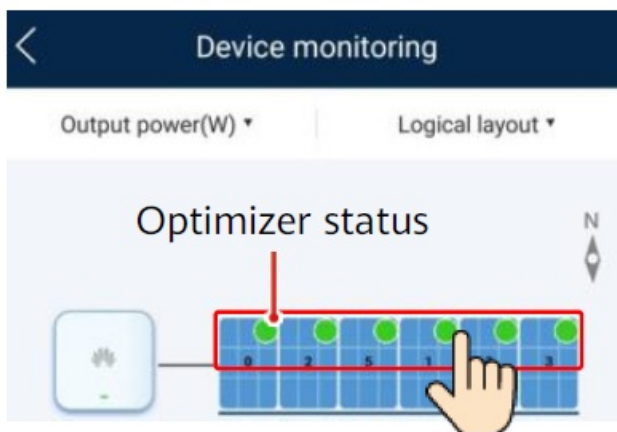 Device monitoring
Output power(W) ▾ Logical layout ▾
Optimizer status
N
0 2 5 1 3